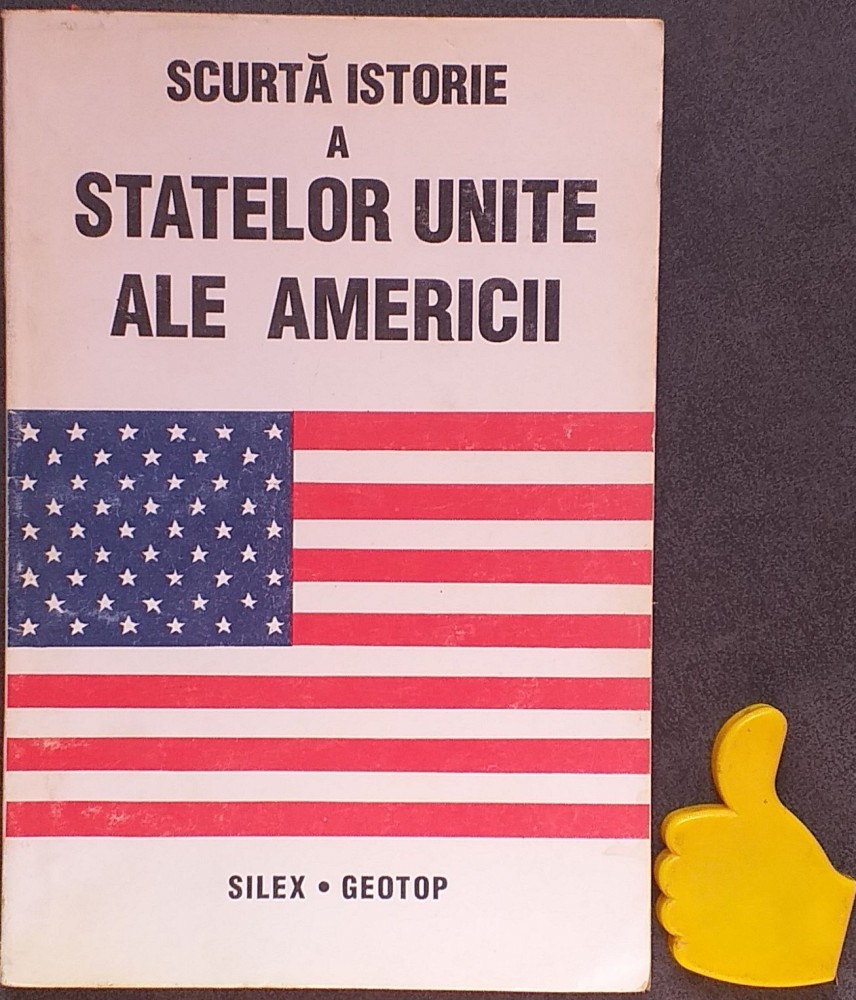 SCURTĂ ISTORIE
A
STATELOR UNITE
ALE AMERICII
SILEX • GEOTOP